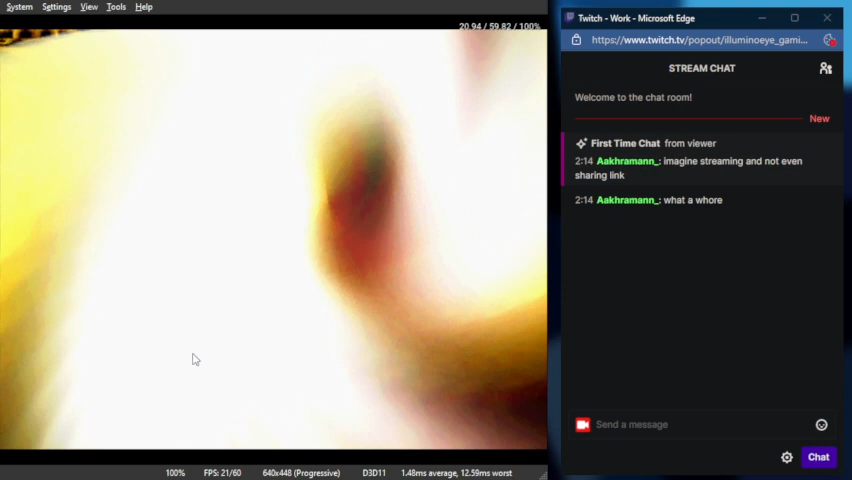 System Settings View Tools Help
20.94 / 59.82 / 100%
100% FPS: 21/60 640x448 (Progressive) D3D11 1.48ms average, 12.59ms worst
Twitch - Work - Microsoft Edge
https://www.twitch.tv/popout/illuminoeye_gami...
STREAM CHAT
Welcome to the chat room!
New
First Time Chat from viewer
2:14 Aakhramann_: imagine streaming and not even
sharing link
2:14 Aakhramann_: what a whore
Send a message
Chat